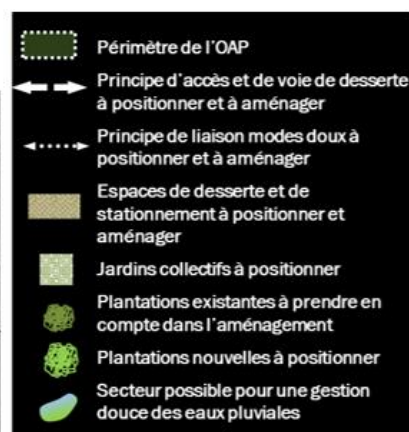 Périmètre de l'OAP
Principe d'accès et de voie de desserte
à positionner et à aménager
Principe de liaison modes doux à
positionner et à aménager
Espaces de desserte et de
stationnement à positionner et
aménager
Jardins collectifs à positionner
Plantations existantes à prendre en
compte dans l'aménagement
Plantations nouvelles à positionner
Secteur possible pour une gestion
douce des eaux pluviales